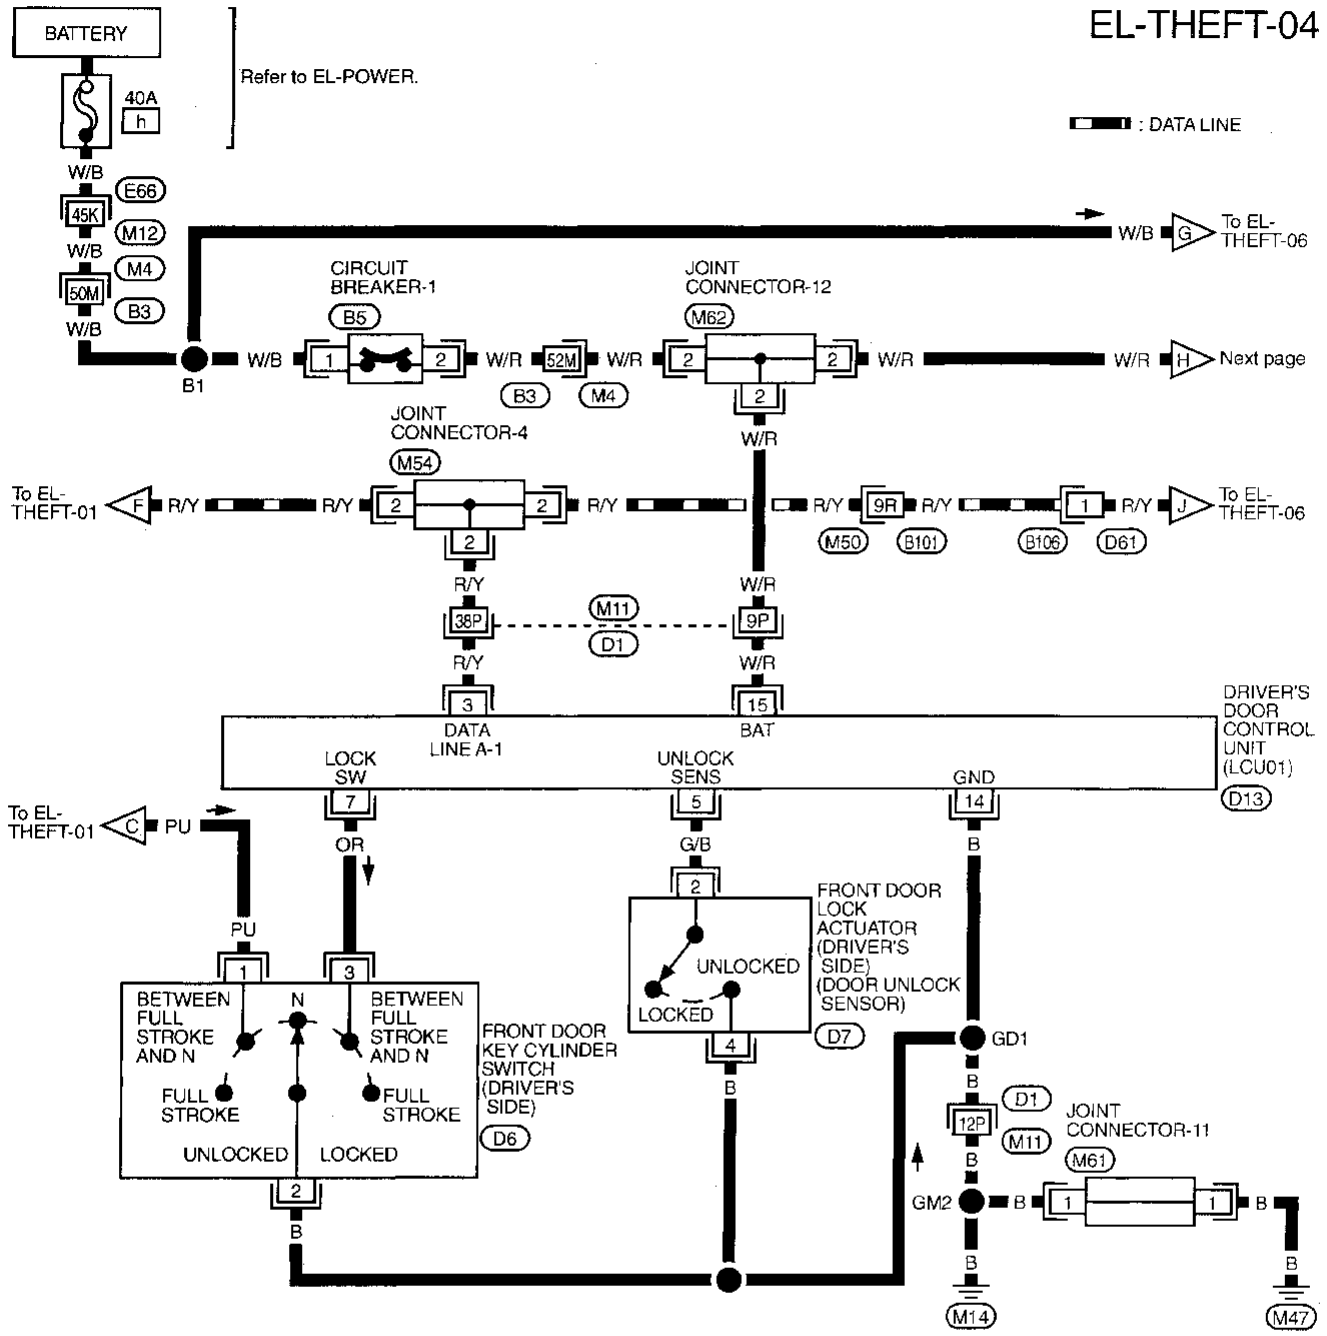 EL-THEFT-04
BATTERY
Refer to EL-POWER.
40A
h
: DATA LINE
W/B
E66
45K
M12
W/B
M4
50M
B3
W/B
W/B
G
To EL-
THEFT-06
CIRCUIT
BREAKER-1
B5
JOINT
CONNECTOR-12
M62
B1
W/B
1
2
W/R
52M
W/R
2
2
W/R
W/R
H
Next page
B3
M4
2
W/R
JOINT
CONNECTOR-4
M54
To EL-
THEFT-01
F
R/Y
R/Y
2
2
R/Y
R/Y
9R
R/Y
1
R/Y
J
To EL-
THEFT-06
M50
B101
B106
D61
2
R/Y
W/R
38P
M11
D1
9P
R/Y
W/R
3
15
DATA
LINE A-1
BAT
DRIVER'S
DOOR
CONTROL
UNIT
(LCU01)
D13
LOCK
SW
UNLOCK
SENS
GND
7
5
14
To EL-
THEFT-01
C
PU
OR
G/B
B
2
FRONT DOOR
LOCK
ACTUATOR
(DRIVER'S
SIDE)
(DOOR UNLOCK
SENSOR)
D7
UNLOCKED
LOCKED
4
B
PU
1
3
BETWEEN
FULL
STROKE
AND N
N
BETWEEN
FULL
STROKE
AND N
FULL
STROKE
FULL
STROKE
UNLOCKED
LOCKED
FRONT DOOR
KEY CYLINDER
SWITCH
(DRIVER'S
SIDE)
D6
2
B
GD1
B
D1
12P
M11
B
JOINT
CONNECTOR-11
M61
GM2
B
1
1
B
B
B
M14
M47